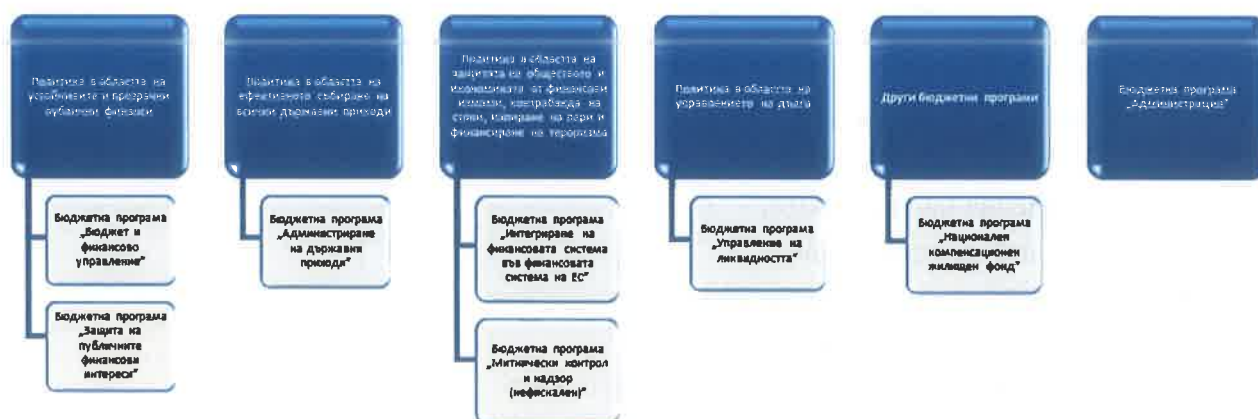 Политика в областта на
устойчивите и прозрачни
публични финанси
Бюджетна програма
„Бюджет и
финансово
управление“
Бюджетна програма
„Защита на
публичните
финансови
интереси“
Политика в областта на
ефективното събиране на
всички държавни приходи
Бюджетна програма
„Администриране
на държавни
приходи“
Политика в областта на
защитата на обществото и
икономиката от финансови
измами, контрабанда на
стоки, изпиране на пари и
финансиране на тероризма
Бюджетна програма
„Интегриране на
финансовата система
във финансовата
система на ЕС“
Бюджетна програма
„Митнически контрол
и надзор
(нефискален)“
Политика в областта на
управлението на дълга
Бюджетна програма
„Управление на
ликвидността“
Други бюджетни програми
Бюджетна програма
„Национален
компенсационен
жилищен фонд“
Бюджетна програма
„Администрация“